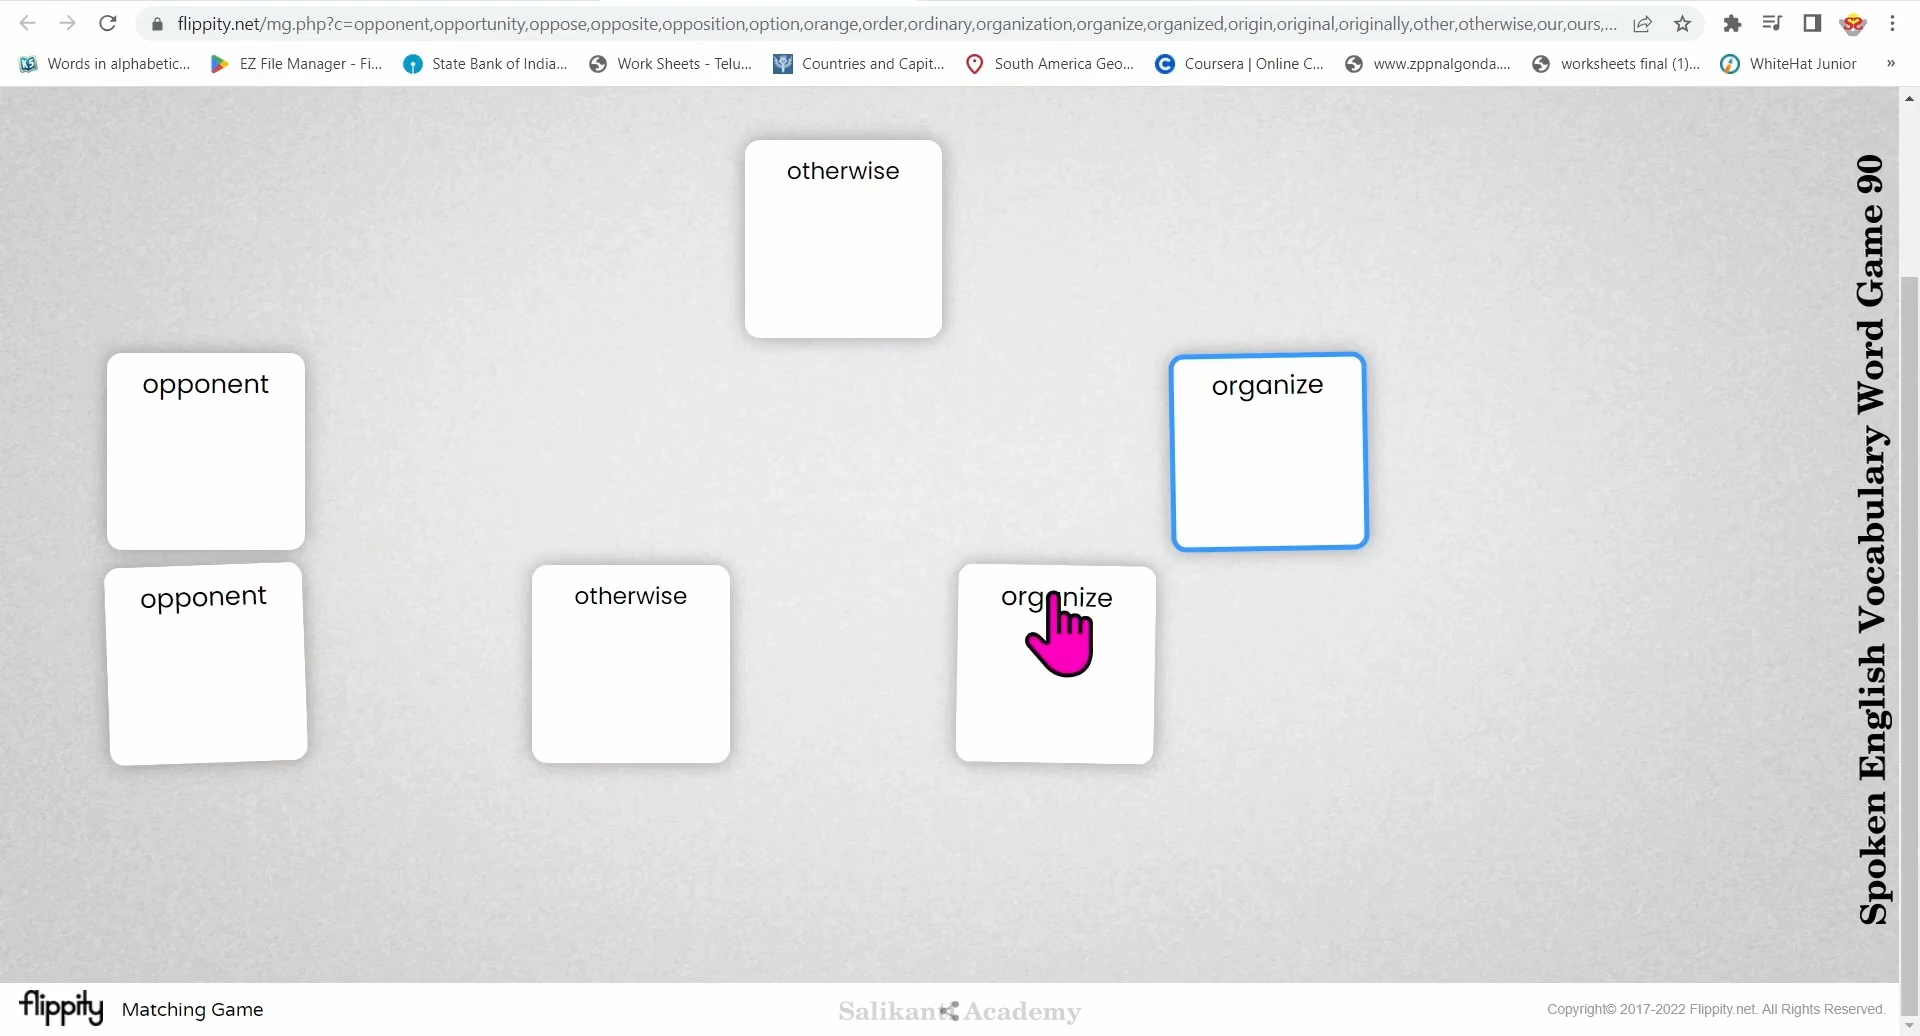 flippity.net/mg.php?c=opponent,opportunity,oppose,opposite,opposition,option,orange,order,ordinary,organization,organize,organized,origin,original,originally,other,otherwise,our,ours,...
Words in alphabetic...
EZ File Manager - Fi...
State Bank of India...
Work Sheets - Telu...
Countries and Capit...
South America Geo...
Coursera | Online C...
www.zppnalgonda....
worksheets final (1)...
WhiteHat Junior
»
otherwise
opponent
organize
opponent
otherwise
organize
Spoken English Vocabulary Word Game 90
flippity
Matching Game
Salikanti Academy
Copyright© 2017-2022 Flippity.net. All Rights Reserved.